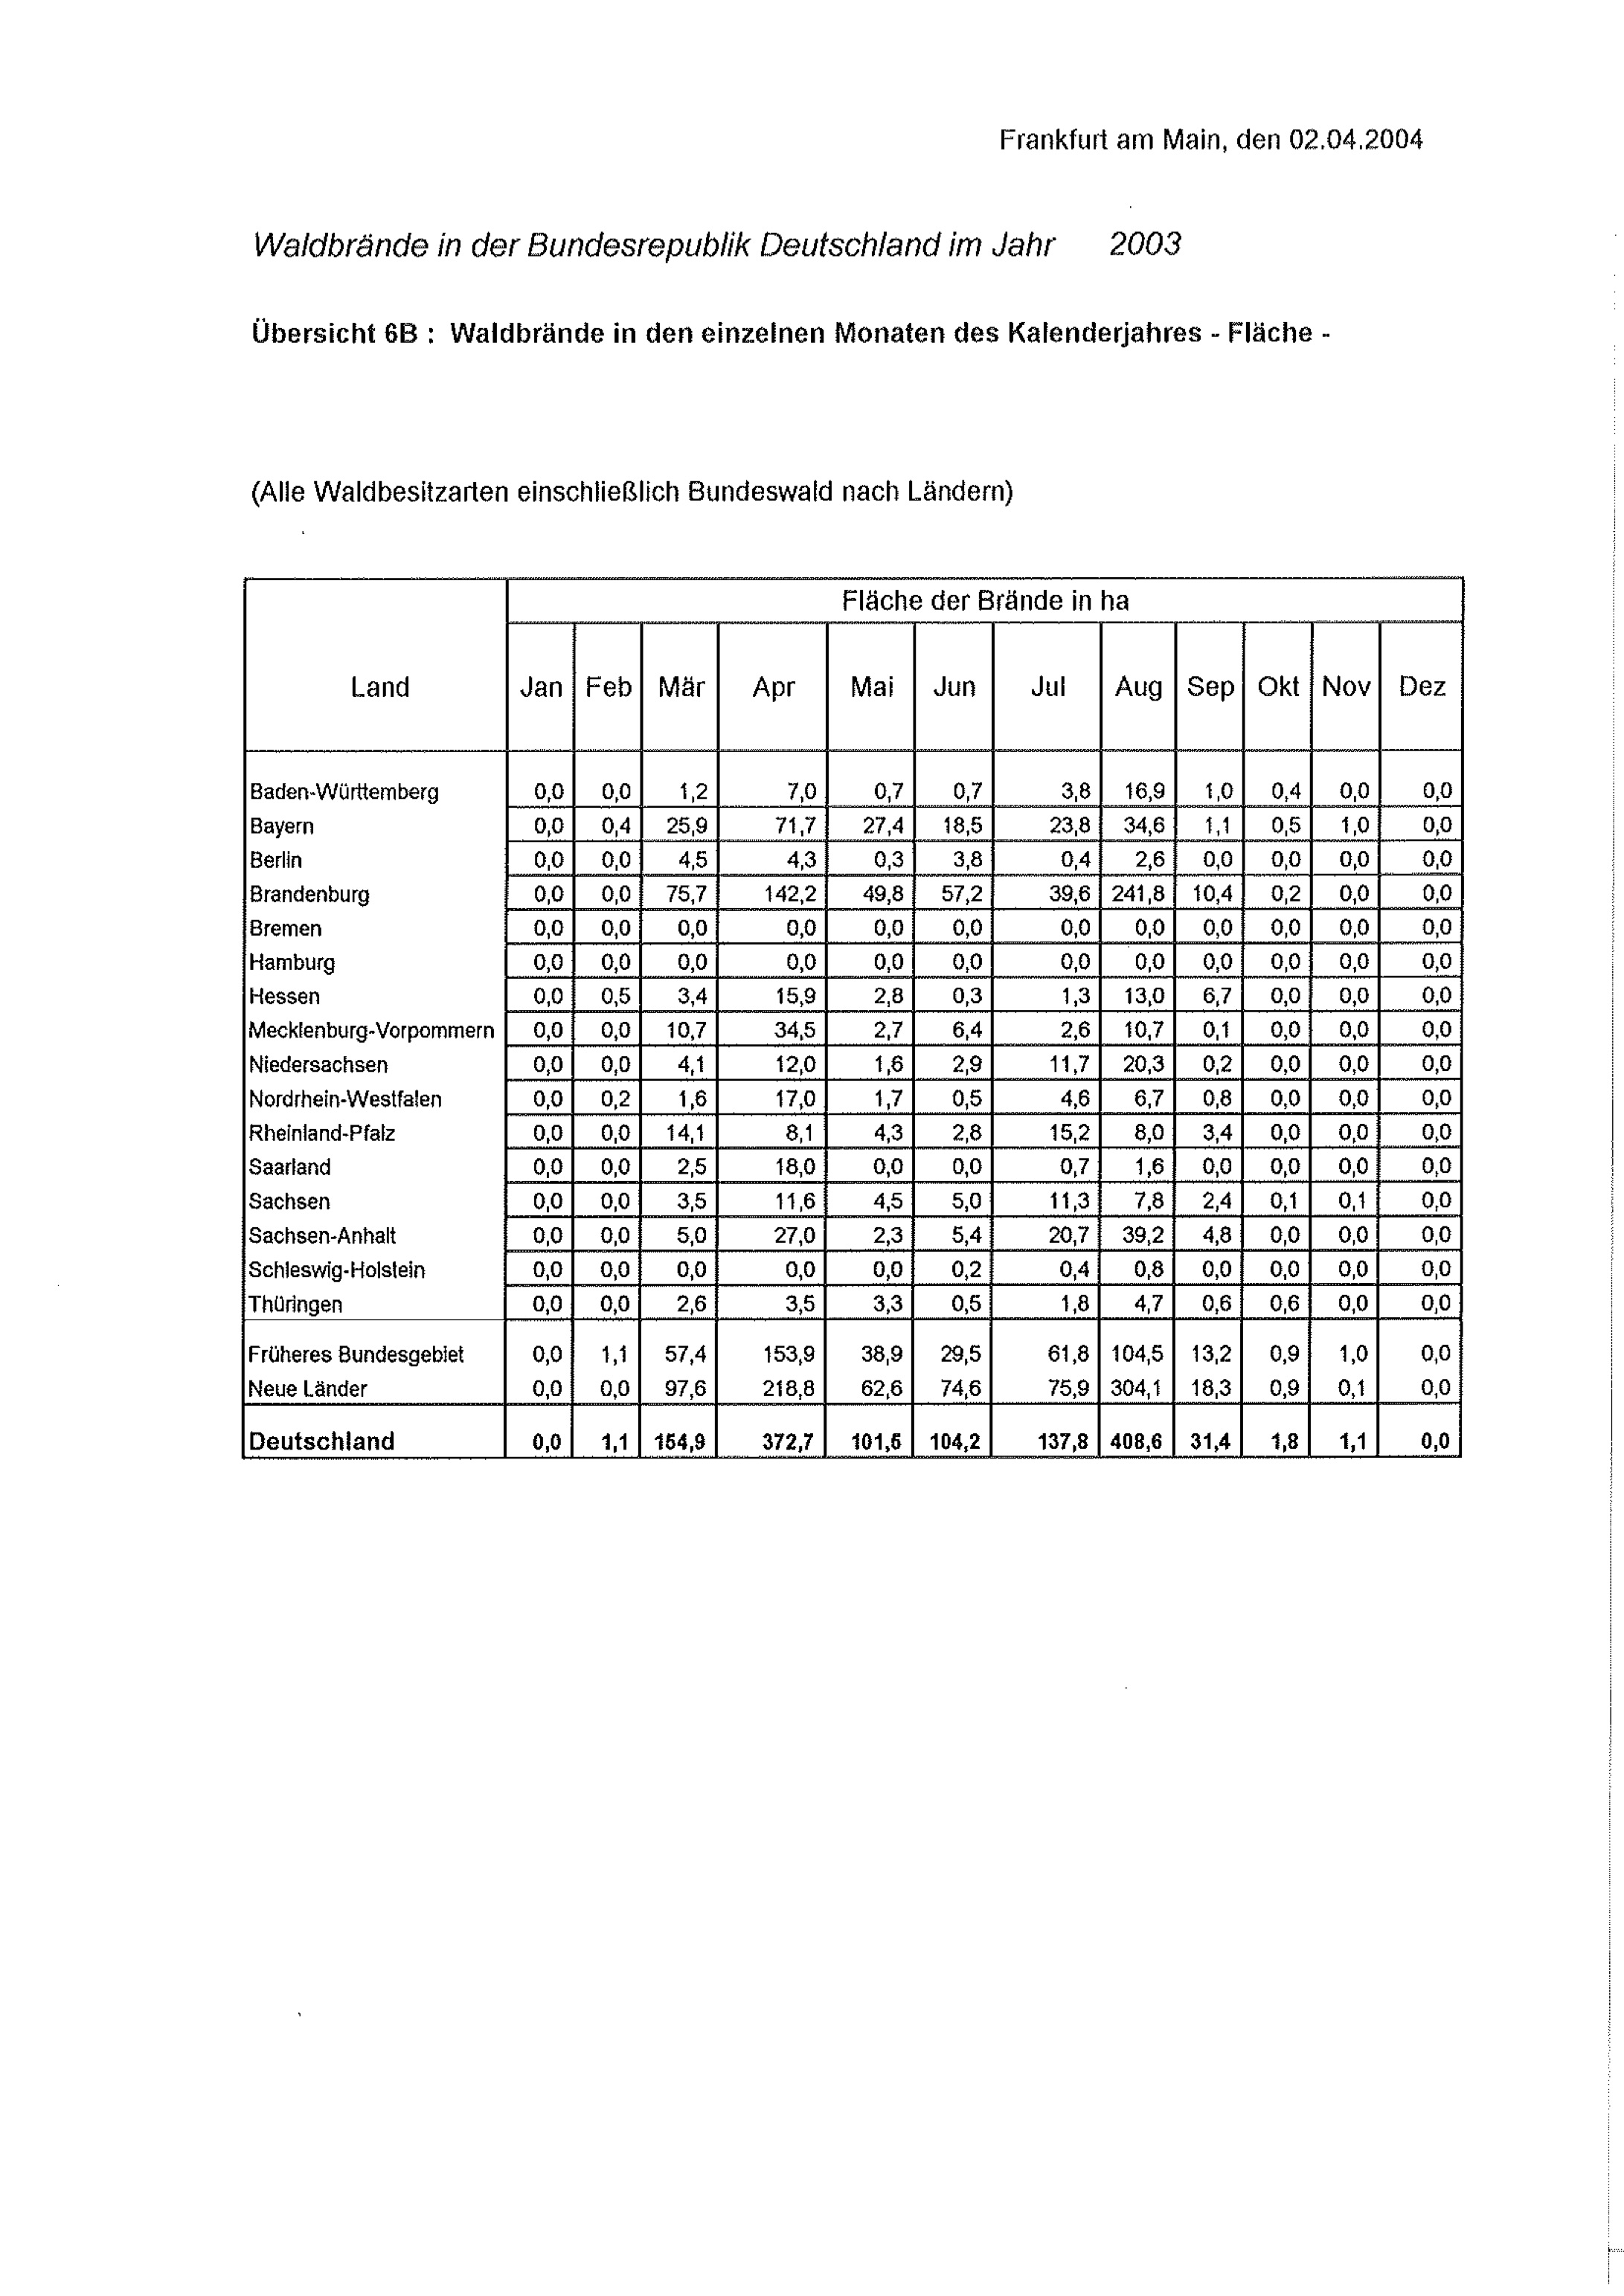 Frankfurt am Main, den 02.04.2004
Waldbrände in der Bundesrepublik Deutschland im Jahr 2003
Übersicht 6B : Waldbrände in den einzelnen Monaten des Kalenderjahres - Fläche -
(Alle Waldbesitzarten einschließlich Bundeswald nach Ländern)
Fläche der Brände in ha
Land Jan Feb Mär Apr Mai Jun Jul Aug Sep Okt Nov Dez
Baden-Württemberg 0,0 0,0 1,2 7,0 0,7 0,7 3,8 16,9 1,0 0,4 0,0 0,0
Bayern 0,0 0,4 25,9 71,7 27,4 18,5 23,8 34,6 1,1 0,5 1,0 0,0
Berlin 0,0 0,0 4,5 4,3 0,3 3,8 0,4 2,6 0,0 0,0 0,0 0,0
Brandenburg 0,0 0,0 75,7 142,2 49,8 57,2 39,6 241,8 10,4 0,2 0,0 0,0
Bremen 0,0 0,0 0,0 0,0 0,0 0,0 0,0 0,0 0,0 0,0 0,0 0,0
Hamburg 0,0 0,0 0,0 0,0 0,0 0,0 0,0 0,0 0,0 0,0 0,0 0,0
Hessen 0,0 0,5 3,4 15,9 2,8 0,3 1,3 13,0 6,7 0,0 0,0 0,0
Mecklenburg-Vorpommern 0,0 0,0 10,7 34,5 2,7 6,4 2,6 10,7 0,1 0,0 0,0 0,0
Niedersachsen 0,0 0,0 4,1 12,0 1,6 2,9 11,7 20,3 0,2 0,0 0,0 0,0
Nordrhein-Westfalen 0,0 0,2 1,6 17,0 1,7 0,5 4,6 6,7 0,8 0,0 0,0 0,0
Rheinland-Pfalz 0,0 0,0 14,1 8,1 4,3 2,8 15,2 8,0 3,4 0,0 0,0 0,0
Saarland 0,0 0,0 2,5 18,0 0,0 0,0 0,7 1,6 0,0 0,0 0,0 0,0
Sachsen 0,0 0,0 3,5 11,6 4,5 5,0 11,3 7,8 2,4 0,1 0,1 0,0
Sachsen-Anhalt 0,0 0,0 5,0 27,0 2,3 5,4 20,7 39,2 4,8 0,0 0,0 0,0
Schleswig-Holstein 0,0 0,0 0,0 0,0 0,0 0,2 0,4 0,8 0,0 0,0 0,0 0,0
Thüringen 0,0 0,0 2,6 3,5 3,3 0,5 1,8 4,7 0,6 0,6 0,0 0,0
Früheres Bundesgebiet 0,0 1,1 57,4 153,9 38,9 29,5 61,8 104,5 13,2 0,9 1,0 0,0
Neue Länder 0,0 0,0 97,6 218,8 62,6 74,6 75,9 304,1 18,3 0,9 0,1 0,0
Deutschland 0,0 1,1 154,9 372,7 101,5 104,2 137,8 408,6 31,4 1,8 1,1 0,0